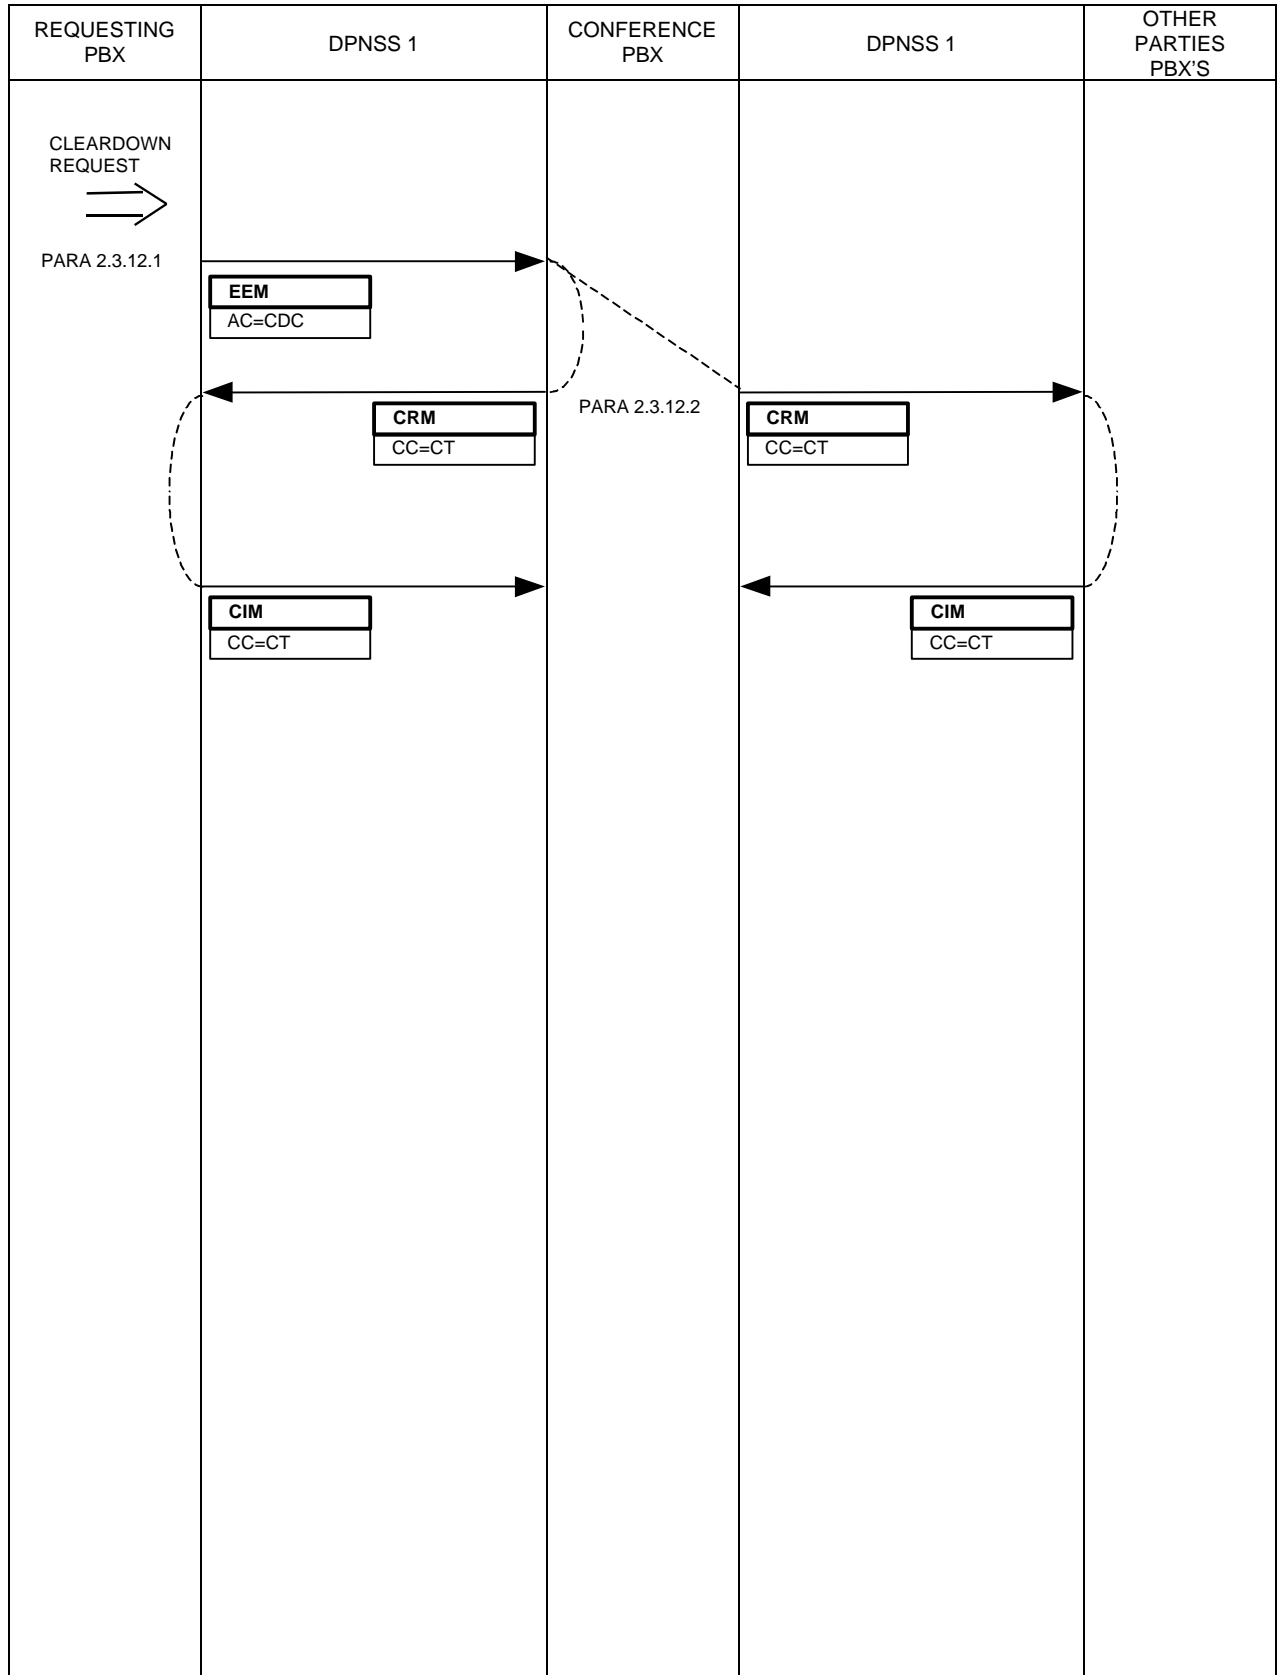 REQUESTING
PBX
DPNSS 1
CONFERENCE
PBX
DPNSS 1
OTHER
PARTIES
PBX'S
CLEARDOWN
REQUEST
PARA 2.3.12.1
EEM
AC=CDC
PARA 2.3.12.2
CRM
CC=CT
CRM
CC=CT
CIM
CC=CT
CIM
CC=CT